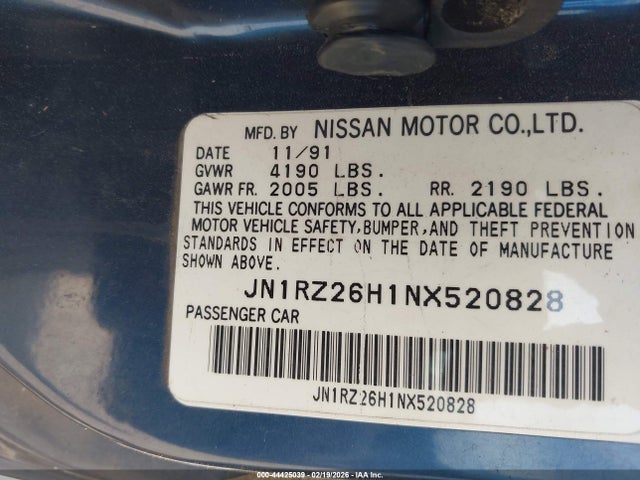 MFD. BY NISSAN MOTOR CO.,LTD.
DATE 11/91
GVWR 4190 LBS.
GAWR FR. 2005 LBS. RR. 2190 LBS.
THIS VEHICLE CONFORMS TO ALL APPLICABLE FEDERAL
MOTOR VEHICLE SAFETY, BUMPER, AND THEFT PREVENTION
STANDARDS IN EFFECT ON THE DATE OF MANUFACTURE
SHOWN ABOVE.
JN1RZ26H1NX520828
PASSENGER CAR
JN1RZ26H1NX520828
000-44425039 - 02/19/2026 - IAAI.COM